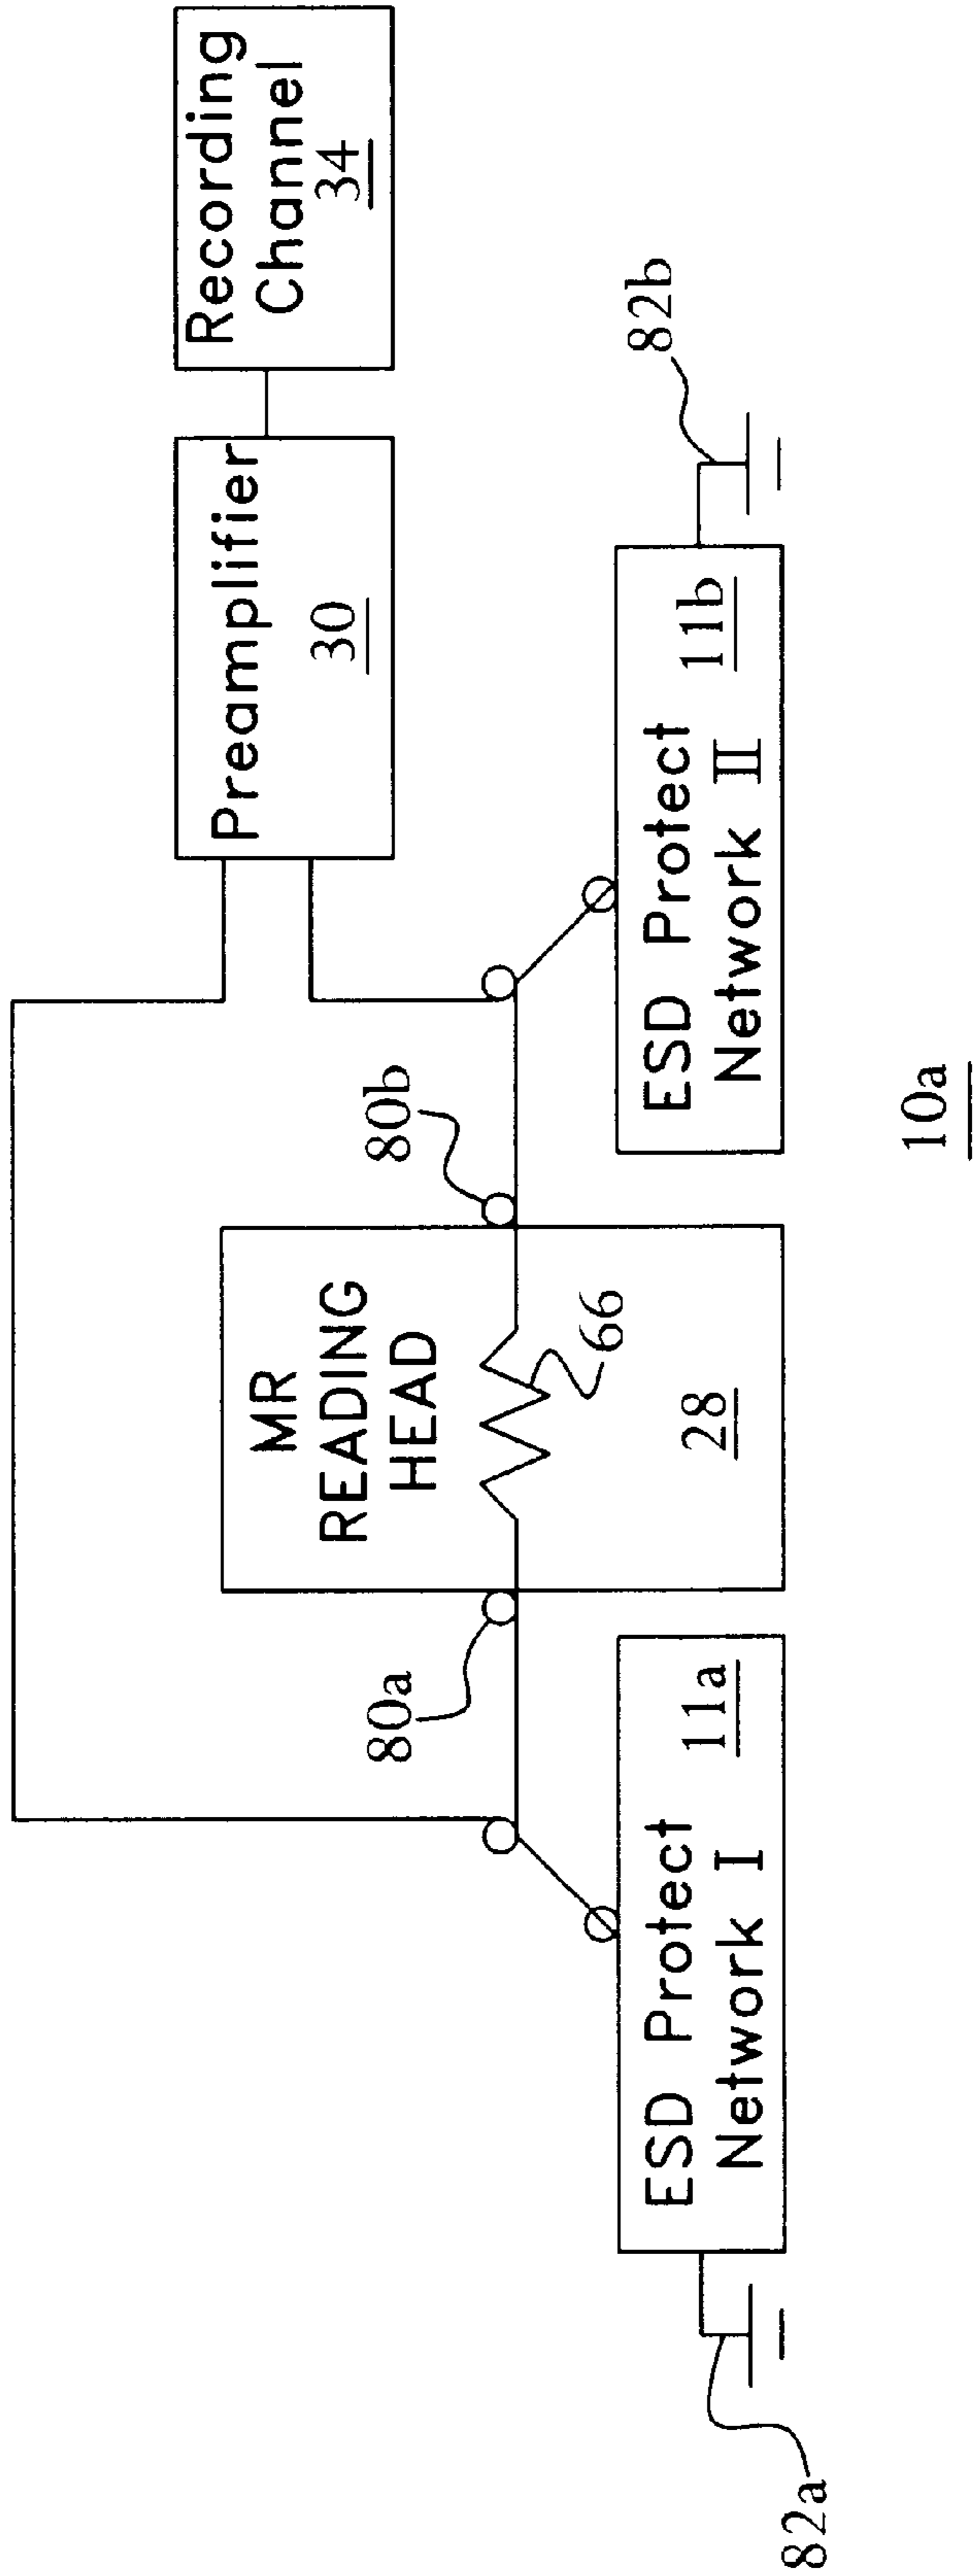 Recording
Channel
34
Preamplifier
30
82b
80b
MR
READING
HEAD
66
28
80a
ESD Protect
Network II
11b
ESD Protect
Network I
11a
82a
10a